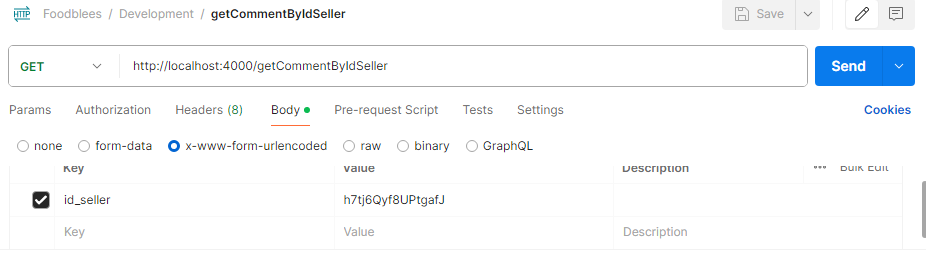 HTTP Foodblees / Development / getCommentByIdSeller Save
GET http://localhost:4000/getCommentByIdSeller Send
Params Authorization Headers (8) Body Pre-request Script Tests Settings Cookies
none form-data x-www-form-urlencoded raw binary GraphQL
Key Value Description Bulk Edit
id_seller h7tj6Qyf8UPtgafJ
Key Value Description